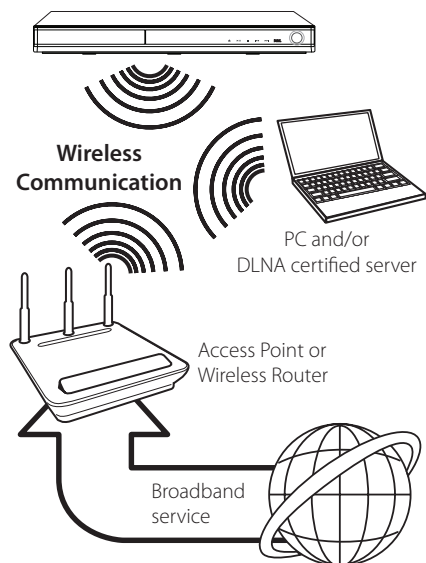 Wireless
Communication
PC and/or
DLNA certified server
Access Point or
Wireless Router
Broadband
service